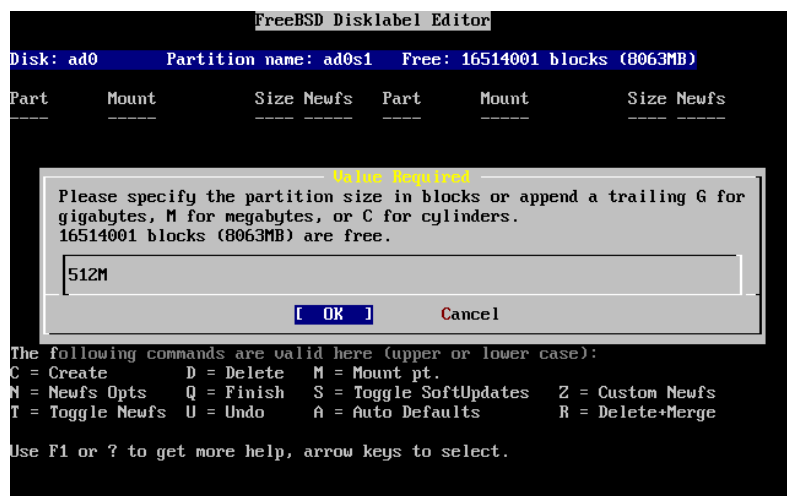 FreeBSD Disklabel Editor
Disk: ad0 Partition name: ad0s1 Free: 16514001 blocks (8063MB)
Part Mount Size Newfs Part Mount Size Newfs
---- ----- ---- ----- ---- ----- ---- -----
Value Required
Please specify the partition size in blocks or append a trailing G for
gigabytes, M for megabytes, or C for cylinders.
16514001 blocks (8063MB) are free.
512M
[ OK ] Cancel
The following commands are valid here (upper or lower case):
C = Create D = Delete M = Mount pt.
N = Newfs Opts Q = Finish S = Toggle SoftUpdates Z = Custom Newfs
T = Toggle Newfs U = Undo A = Auto Defaults R = Delete+Merge
Use F1 or ? to get more help, arrow keys to select.